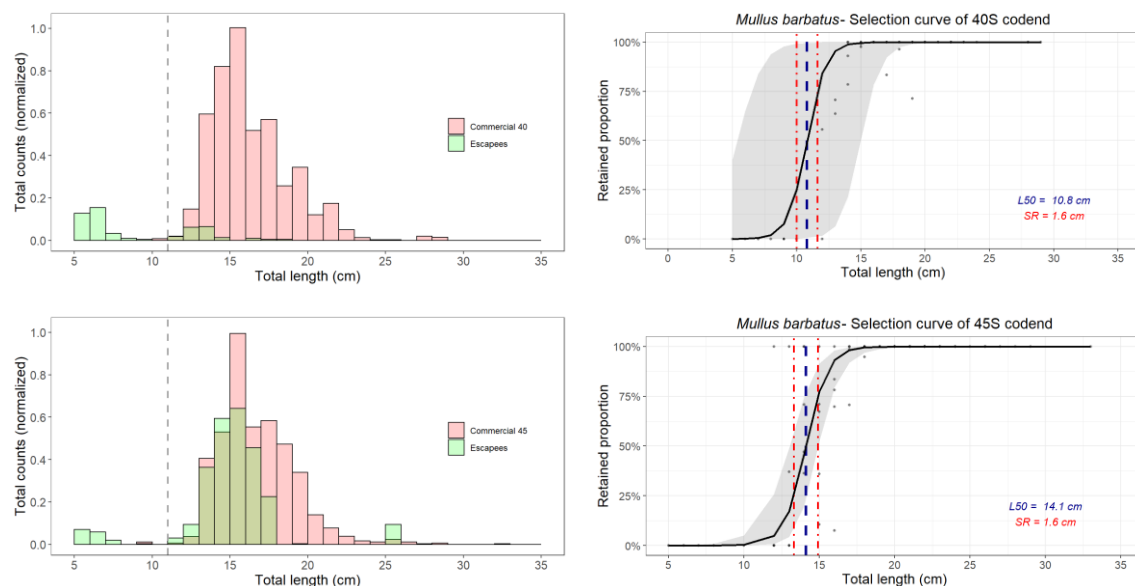 1.0
0.8
0.6
0.4
0.2
0.0
Total counts (normalized)
5 10 15 20 25 30 35
Total length (cm)
Commercial 40
Escapees
Mullus barbatus- Selection curve of 40S codend
100%
75%
50%
25%
0%
Retained proportion
0 5 10 15 20 25 30 35
Total length (cm)
L50 = 10.8 cm
SR = 1.6 cm
1.0
0.8
0.6
0.4
0.2
0.0
Total counts (normalized)
5 10 15 20 25 30 35
Total length (cm)
Commercial 45
Escapees
Mullus barbatus- Selection curve of 45S codend
100%
75%
50%
25%
0%
Retained proportion
5 10 15 20 25 30 35
Total length (cm)
L50 = 14.1 cm
SR = 1.6 cm